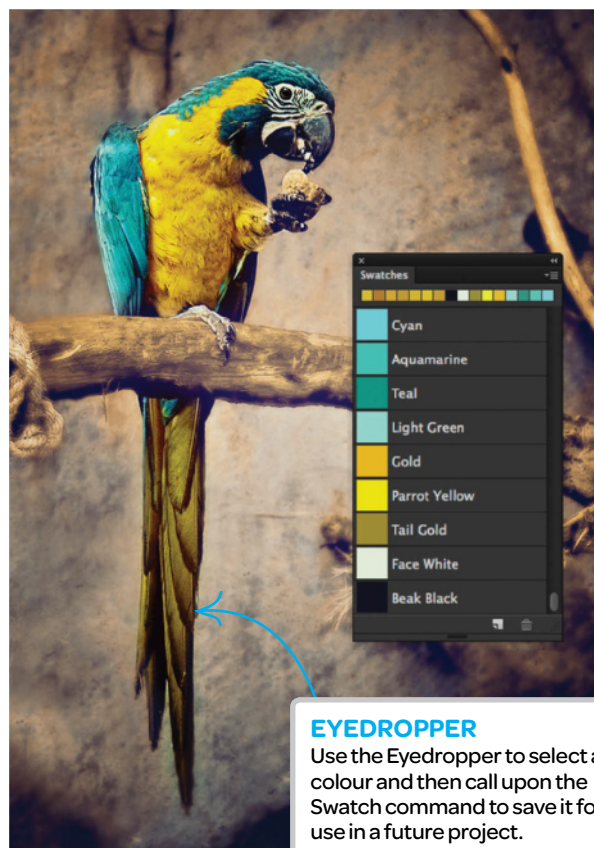 Swatches
Cyan
Aquamarine
Teal
Light Green
Gold
Parrot Yellow
Tail Gold
Face White
Beak Black
EYEDROPPER
Use the Eyedropper to select a
colour and then call upon the
Swatch command to save it fo
use in a future project.